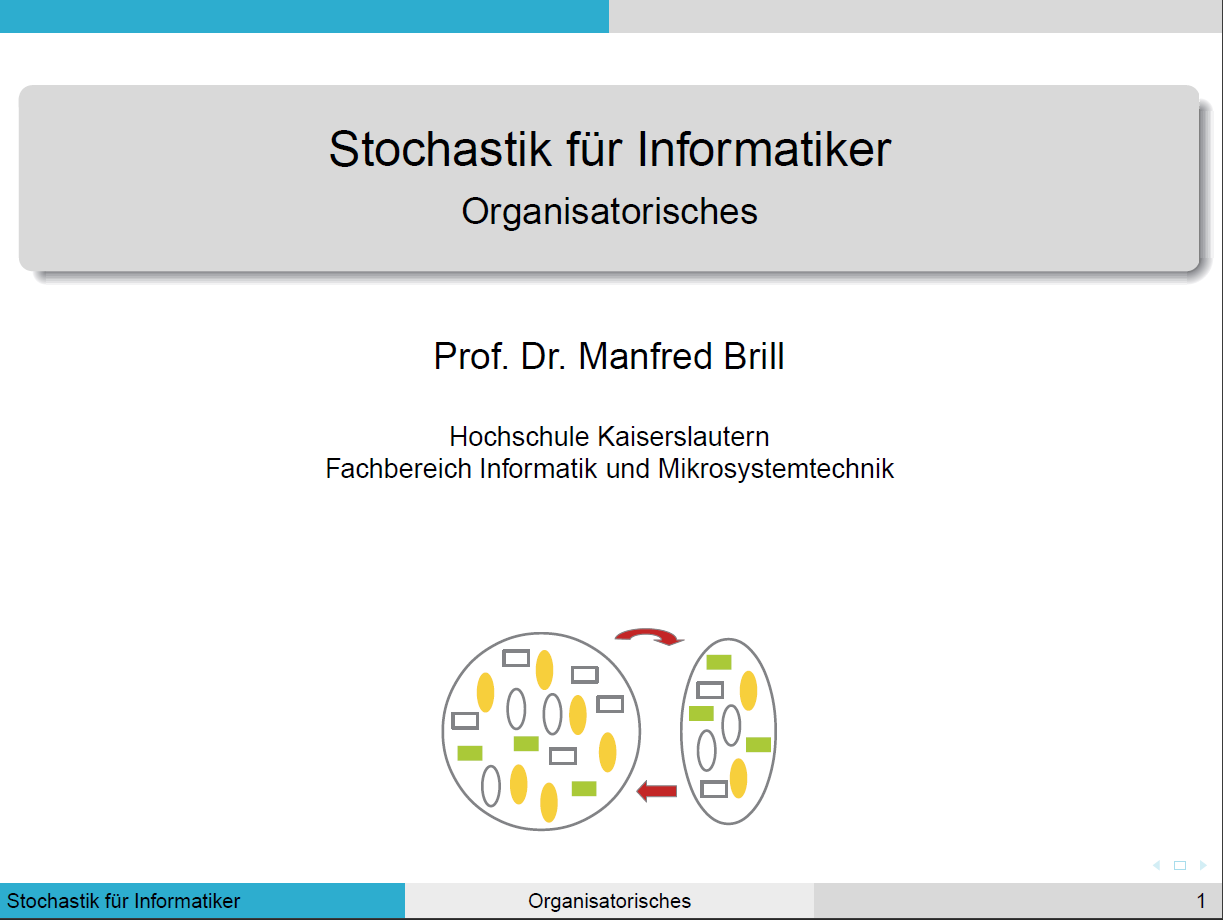 Stochastik für Informatiker
Organisatorisches
Prof. Dr. Manfred Brill
Hochschule Kaiserslautern
Fachbereich Informatik und Mikrosystemtechnik
Stochastik für Informatiker
Organisatorisches
1